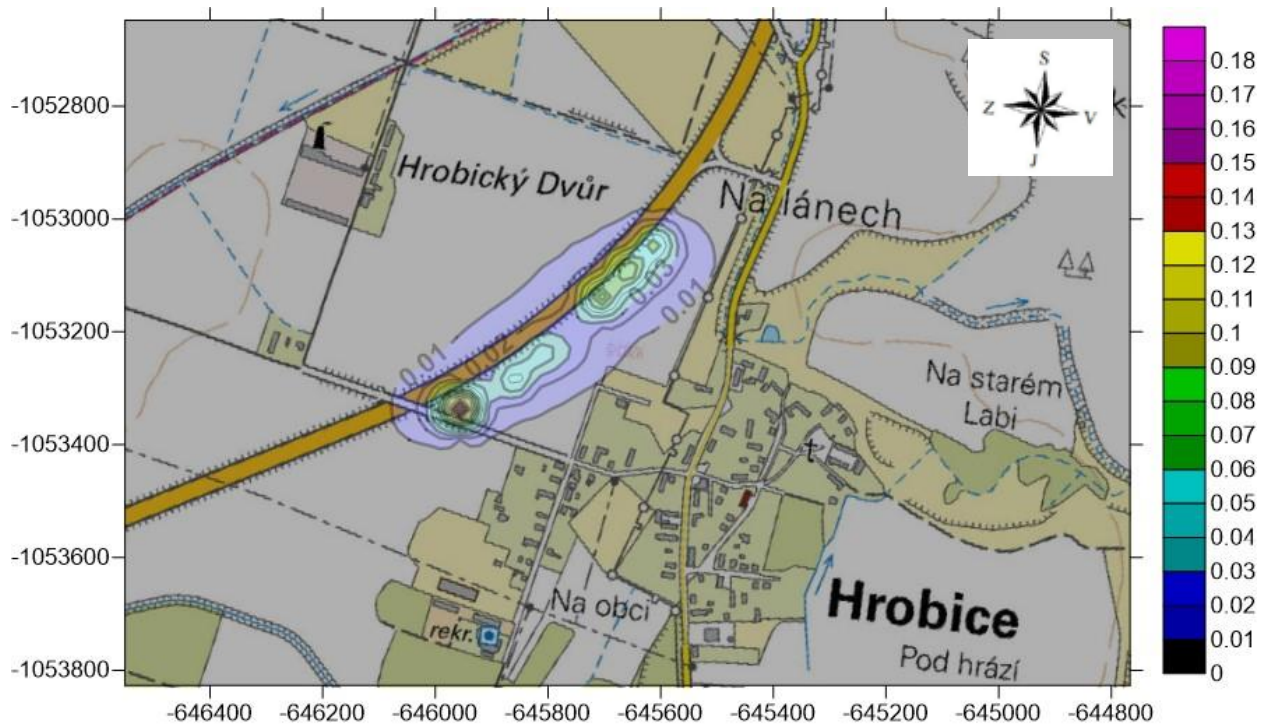 S
Z
V
J
Hrobický Dvůr
Na lánech
0.03
0.01
0.02
0.01
Na starém
Labi
t
Na obci
rekr.
Hrobice
Pod hrází
-1052800
-1053000
-1053200
-1053400
-1053600
-1053800
-646400
-646200
-646000
-645800
-645600
-645400
-645200
-645000
-644800
0.18
0.17
0.16
0.15
0.14
0.13
0.12
0.11
0.1
0.09
0.08
0.07
0.06
0.05
0.04
0.03
0.02
0.01
0